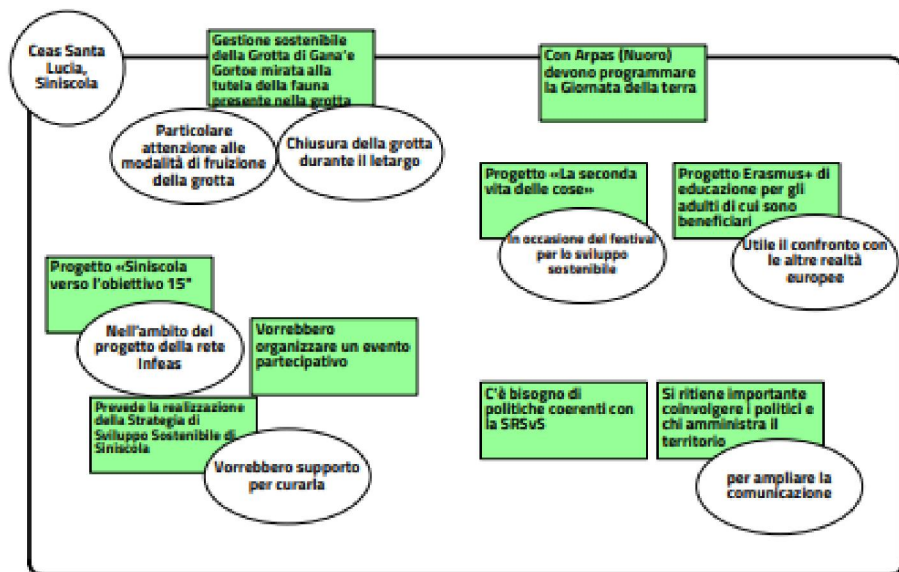 Ceas Santa
Lucia,
Siniscola
Gestione sostenibile
della Grotta di Gana'e
Gortoe mirata alla
tutela della fauna
presente nella grotta
Particolare
attenzione alle
modalità di fruizione
della grotta
Chiusura della grotta
durante il letargo
Con Arpas (Nuoro)
devono programmare
la Giornata della terra
Progetto «La seconda
vita delle cose»
in occasione del festival
per lo sviluppo
sostenibile
Progetto Erasmus+ di
educazione per gli
adulti di cui sono
beneficiari
Utile il confronto con
le altre realtà
europee
Progetto «Siniscola
verso l'obiettivo 15"
Nell'ambito del
progetto della rete
Infeas
Vorrebbero
organizzare un evento
partecipativo
Prevede la realizzazione
della Strategia di
Sviluppo Sostenibile di
Siniscola
Vorrebbero supporto
per curarla
C'è bisogno di
politiche coerenti con
la SRSvS
Si ritiene importante
coinvolgere i politici e
chi amministra il
territorio
per ampliare la
comunicazione